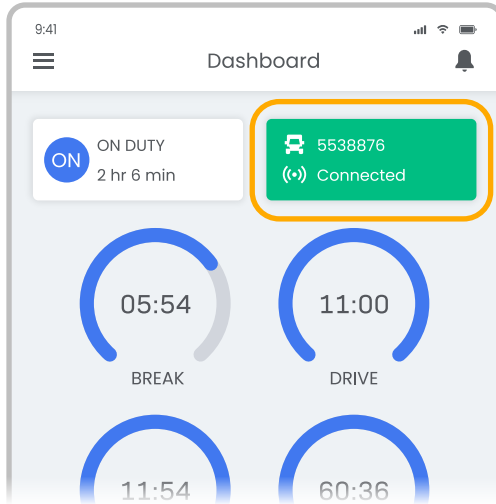 9:41
Dashboard
ON
ON DUTY
2 hr 6 min
5538876
Connected
05:54
11:00
BREAK
DRIVE
11:54
60:36